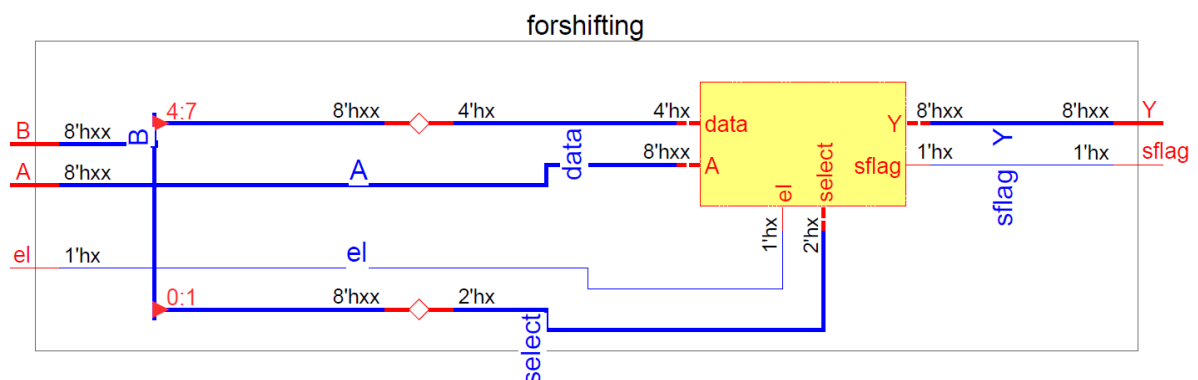 forshifting
B 8'hxx B 4:7 8'hxx 4'hx data 4'hx data Y 8'hxx Y 8'hxx Y
A 8'hxx A 8'hxx A sflag 1'hx sflag 1'hx sflag
el select
1'hx 2'hx
el 1'hx el
0:1 8'hxx 2'hx
select